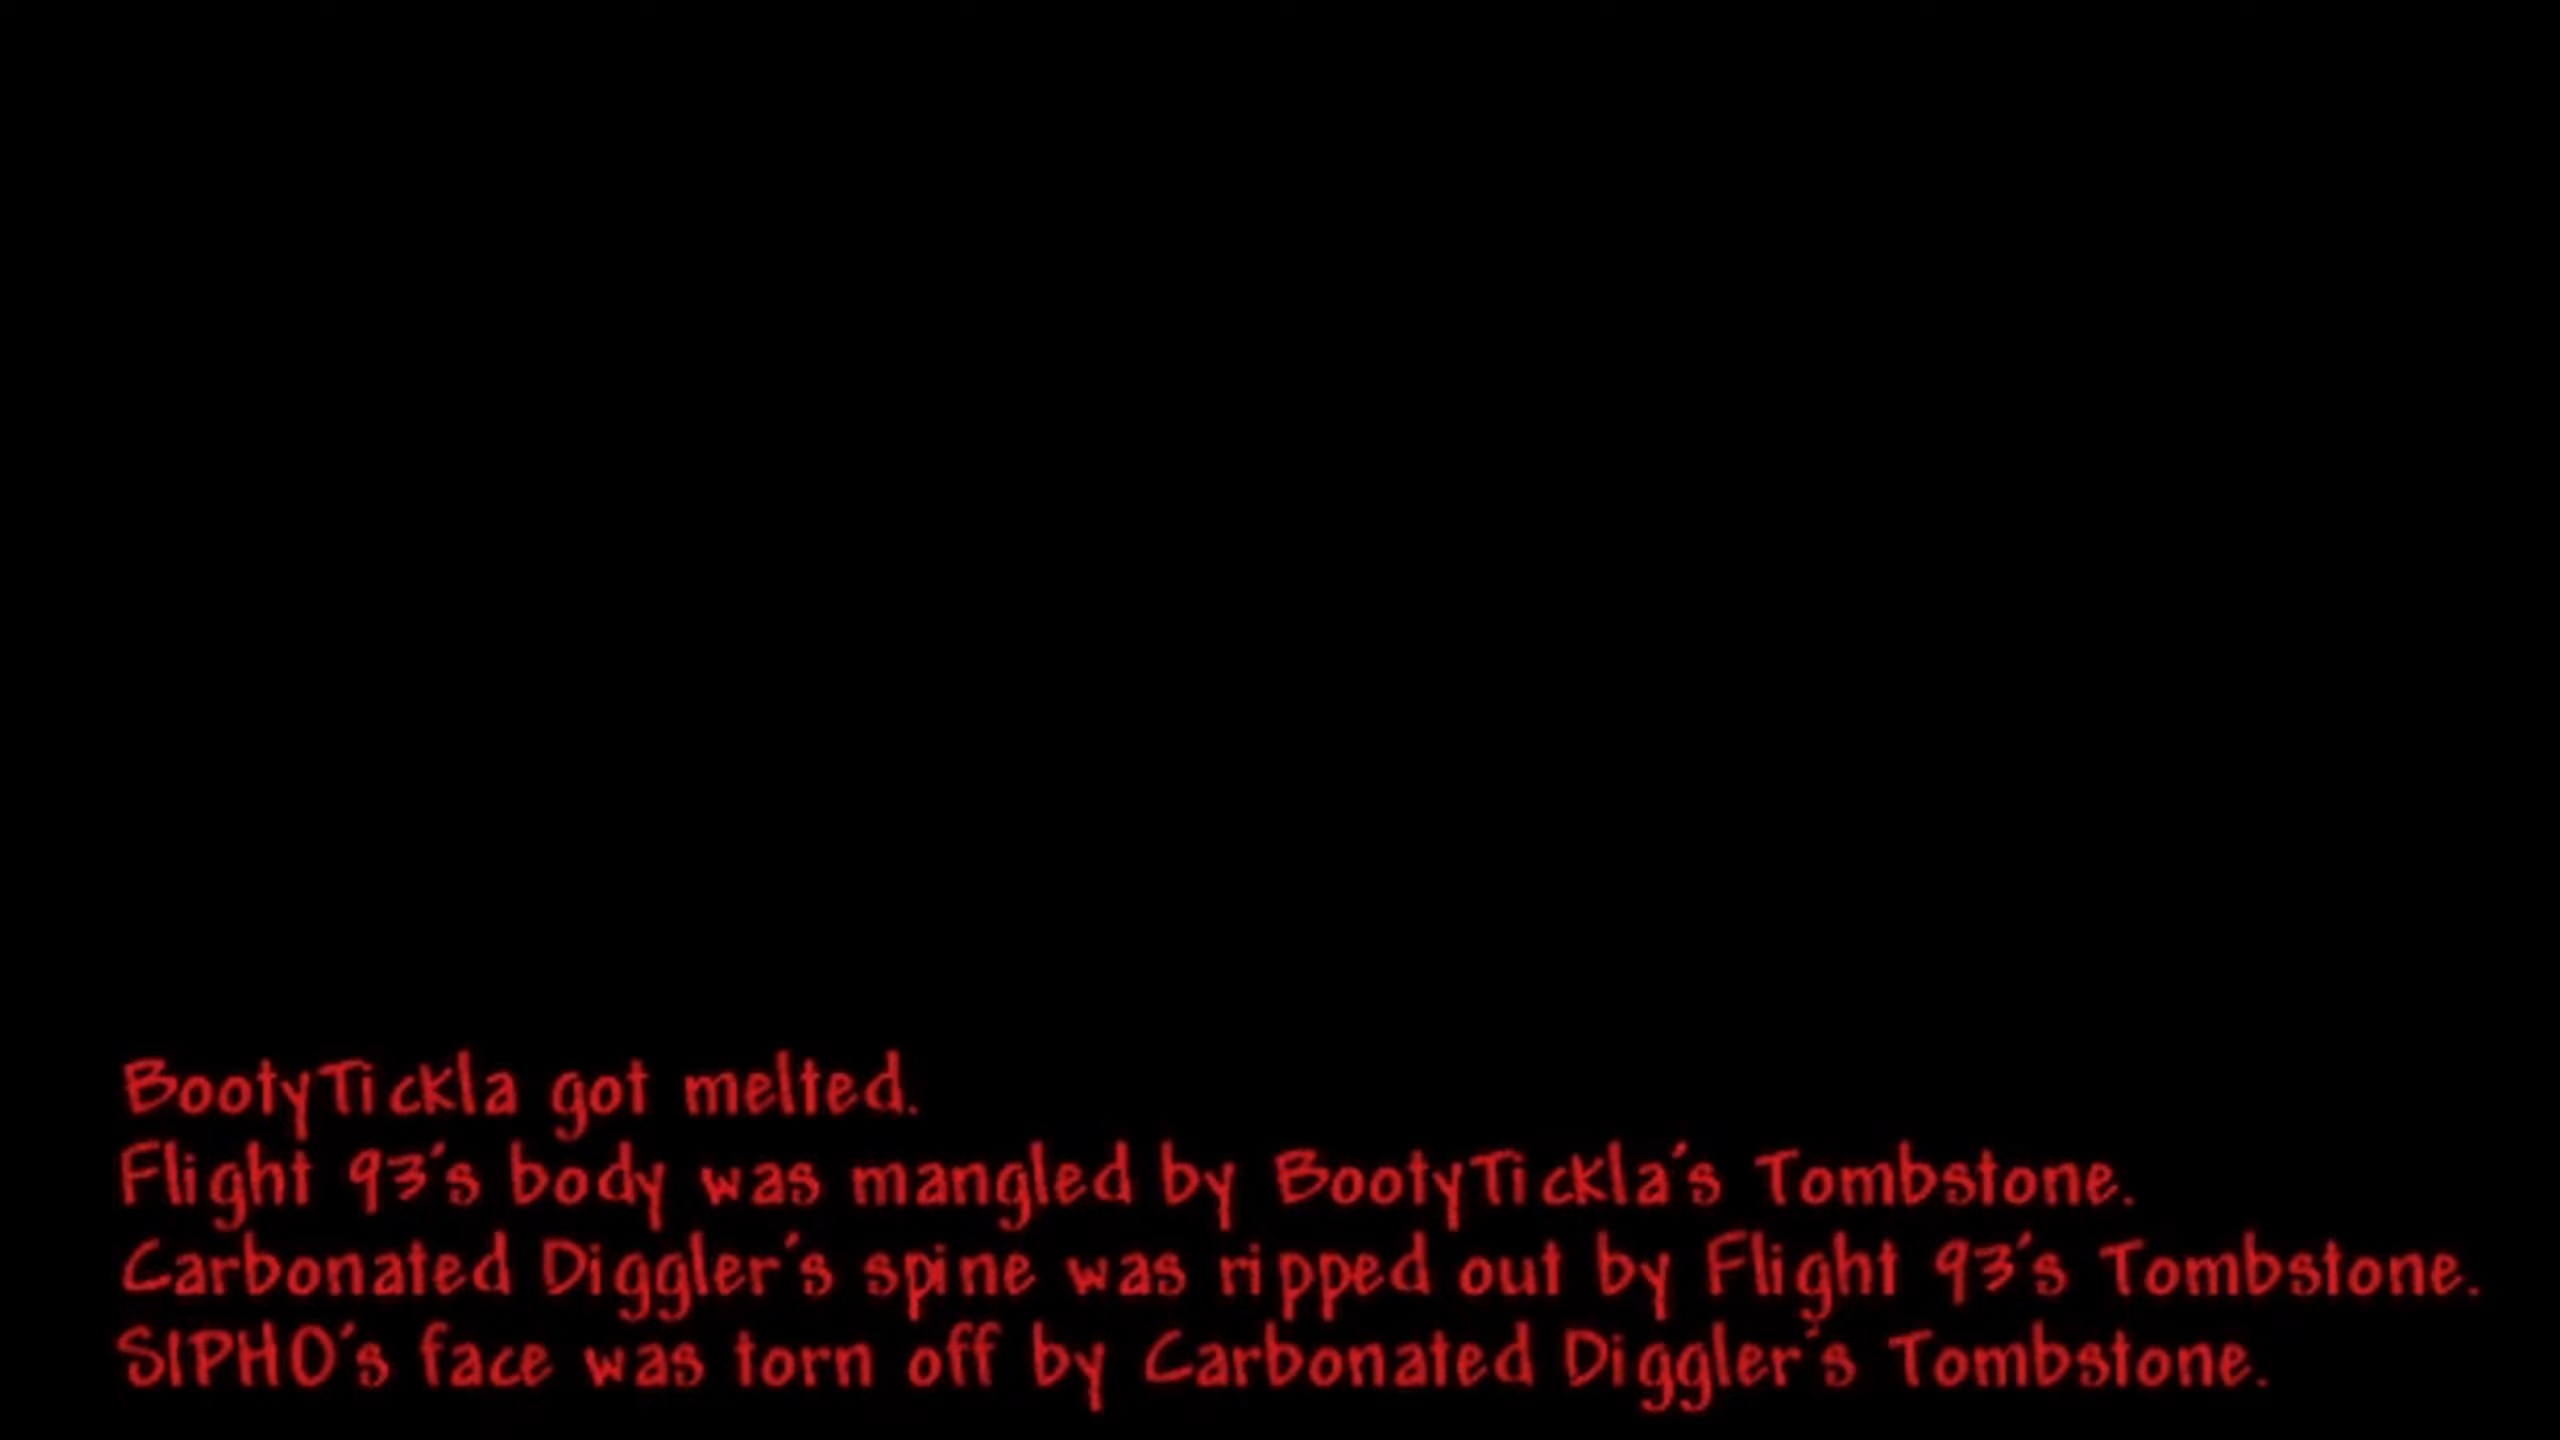 BootyTickla got melted.
Flight 93's body was mangled by BootyTickla's Tombstone.
Carbonated Diggler's spine was ripped out by Flight 93's Tombstone.
SIPHO's face was torn off by Carbonated Diggler's Tombstone.